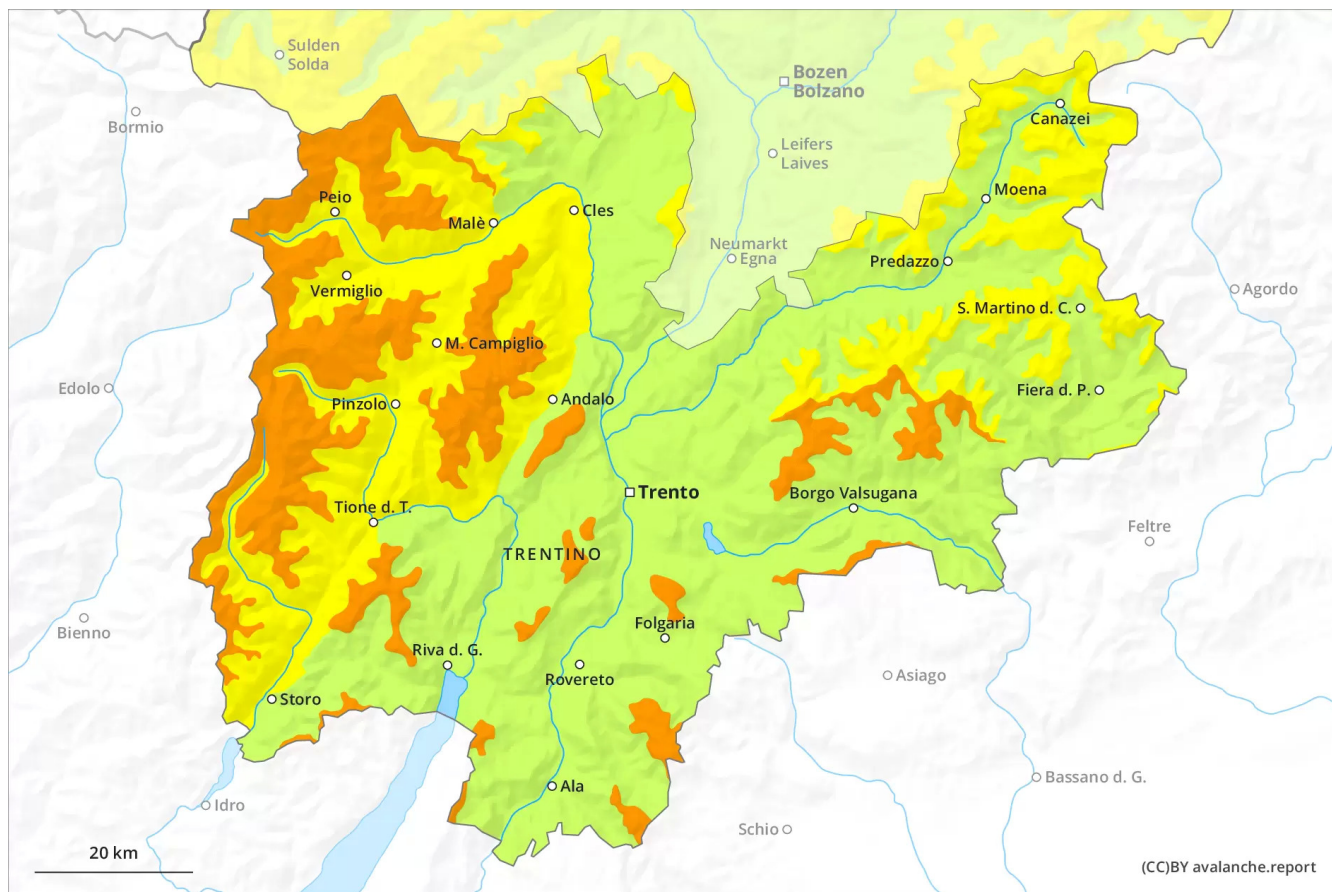 Sulden
Solda
Bozen
Bolzano
Bormio
Canazei
Leifers
Laives
Peio
Moena
Malè
Cles
Neumarkt
Egna
Predazzo
Vermiglio
Agordo
S. Martino d. C.
M. Campiglio
Edolo
Fiera d. P.
Pinzolo
Andalo
Trento
Borgo Valsugana
Tione d. T.
Feltre
TRENTINO
Bienno
Folgaria
Riva d. G.
Rovereto
Asiago
Storo
Bassano d. G.
Ala
Idro
Schio
20 km
(CC)BY avalanche.report